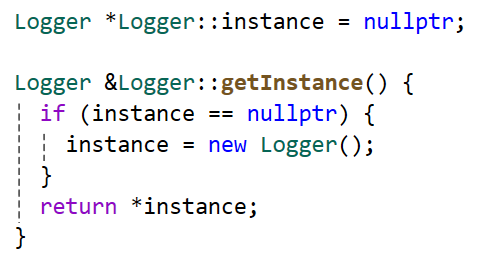 Logger *Logger::instance = nullptr;

Logger &Logger::getInstance() {
  if (instance == nullptr) {
    instance = new Logger();
  }
  return *instance;
}